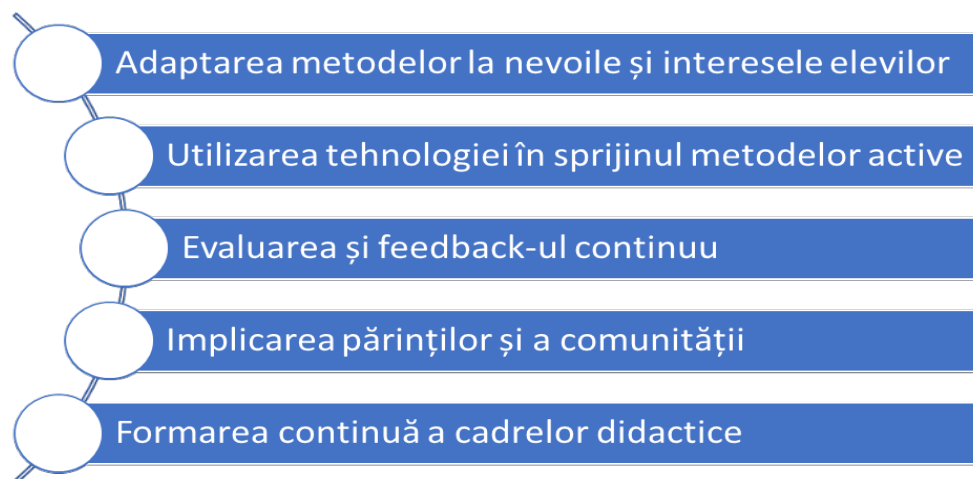 Adaptarea metodelor la nevoile și interesele elevilor
Utilizarea tehnologiei în sprijinul metodelor active
Evaluarea și feedback-ul continuu
Implicarea părinților și a comunității
Formarea continuă a cadrelor didactice